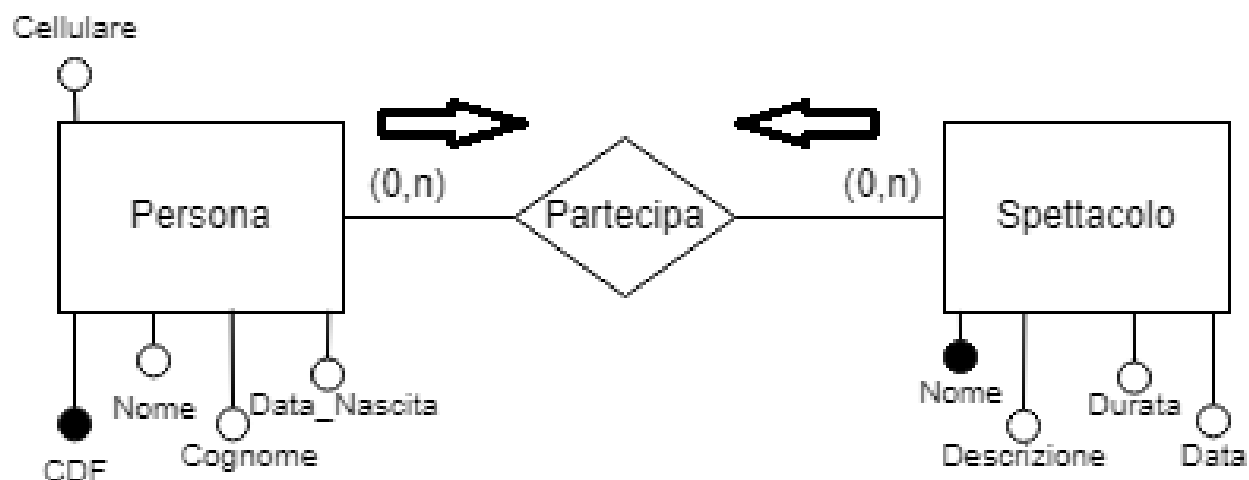 Cellulare
(0,n)
(0,n)
Persona
Partecipa
Spettacolo
Nome
Data_Nascita
Cognome
CDF
Nome
Durata
Descrizione
Data